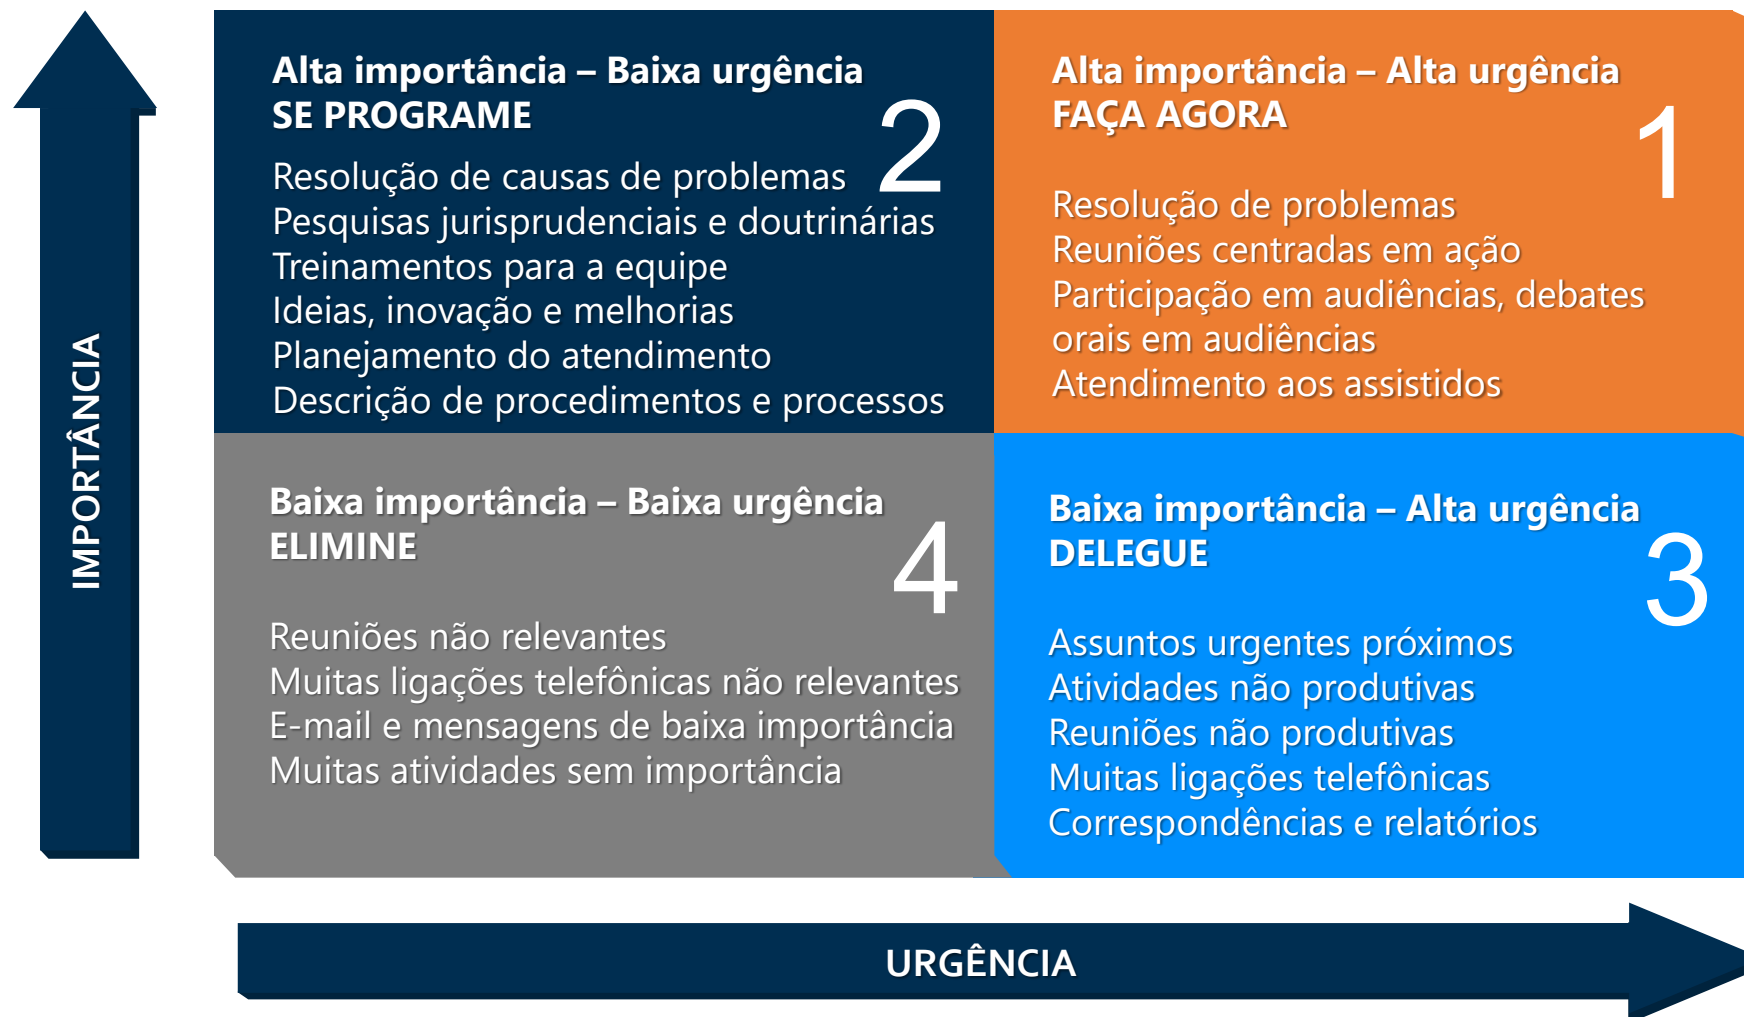 IMPORTÂNCIA
Alta importância – Baixa urgência
SE PROGRAME
2
Resolução de causas de problemas
Pesquisas jurisprudenciais e doutrinárias
Treinamentos para a equipe
Ideias, inovação e melhorias
Planejamento do atendimento
Descrição de procedimentos e processos
Alta importância – Alta urgência
FAÇA AGORA
1
Resolução de problemas
Reuniões centradas em ação
Participação em audiências, debates
orais em audiências
Atendimento aos assistidos
Baixa importância – Baixa urgência
ELIMINE
4
Reuniões não relevantes
Muitas ligações telefônicas não relevantes
E-mail e mensagens de baixa importância
Muitas atividades sem importância
Baixa importância – Alta urgência
DELEGUE
3
Assuntos urgentes próximos
Atividades não produtivas
Reuniões não produtivas
Muitas ligações telefônicas
Correspondências e relatórios
URGÊNCIA